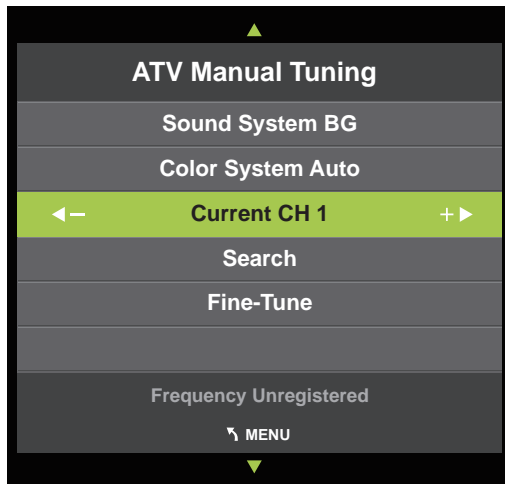 ATV Manual Tuning
Sound System BG
Color System Auto
− Current CH 1 +
Search
Fine-Tune
Frequency Unregistered
MENU